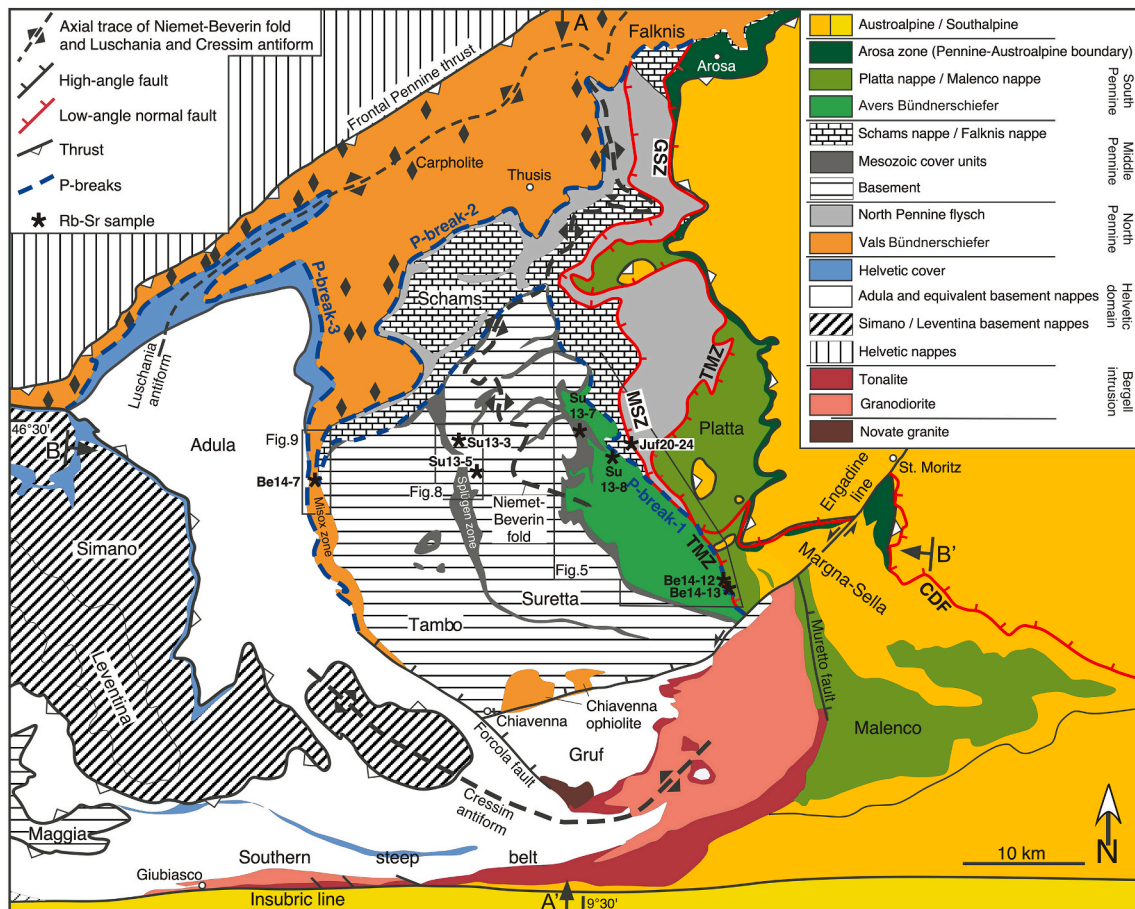 Axial trace of Niemet-Beverin fold
and Luschania and Cressim antiform
High-angle fault
Low-angle normal fault
Thrust
P-breaks
Rb-Sr sample
Austroalpine / Southalpine
Arosa zone (Pennine-Austroalpine boundary)
Platta nappe / Malenco nappe
Avers Bündnerschiefer
South
Pennine
Schams nappe / Falknis nappe
Mesozoic cover units
Basement
Middle
Pennine
North Pennine flysch
Vals Bündnerschiefer
North
Pennine
Helvetic cover
Adula and equivalent basement nappes
Simano / Leventina basement nappes
Helvetic nappes
Helvetic
domain
Tonalite
Granodiorite
Novate granite
Bergell
intrusion
A
Falknis
Arosa
Frontal Pennine thrust
Carpholite
Thusis
GSZ
P-break-2
Schams
P-break-3
Luschania
antiform
TMZ
MSZ
Platta
46°30'
B
Adula
Fig.9
Su13-3
Su
13-7
Juf20-24
Su13-5
Su
13-8
Be14-7
Fig.8
Splügen zone
Misox zone
Niemet-
Beverin
fold
P-break-1
St. Moritz
Engadine
line
Simano
TMZ
Margna-Sella
B'
Fig.5
Be14-12
Be14-13
CDF
Suretta
Tambo
Muretto fault
Leventina
Chiavenna
Chiavenna
ophiolite
Malenco
Forcola fault
Gruf
Cressim
antiform
Maggia
Southern steep belt
Giubiasco
10 km
N
Insubric line
A'
9°30'